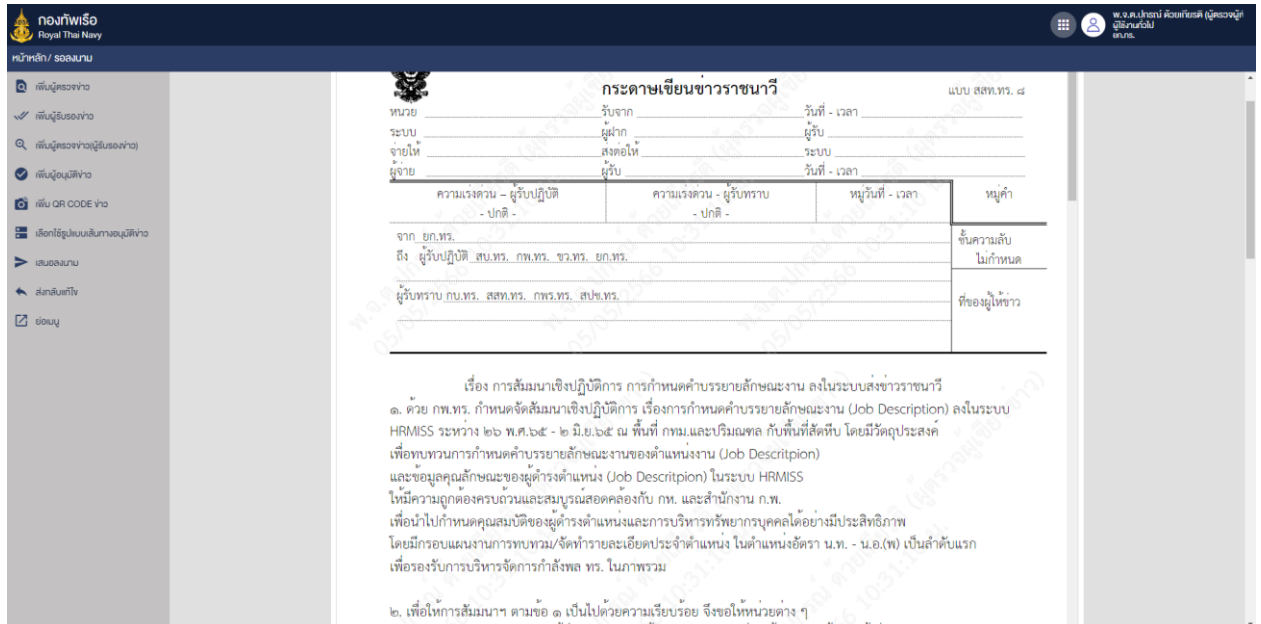 กองทัพเรือ
Royal Thai Navy
พ.จ.ต.ปกรณ์ ด้วยเกียรติ (ผู้ตรวจผู้เ
ผู้ใช้งานทั่วไป
ยก.ทร.
หน้าหลัก/ รอลงนาม
เพิ่มผู้ตรวจข่าว
เพิ่มผู้รับรองข่าว
เพิ่มผู้ตรวจข่าว(ผู้รับรองข่าว)
เพิ่มผู้อนุมัติข่าว
เพิ่ม QR CODE ข่าว
เลือกใช้รูปแบบเส้นทางอนุมัติข่าว
เสนอลงนาม
ส่งกลับแก้ไข
ย่อเมนู
กระดาษเขียนข่าวราชนาวี
แบบ สสท.ทร. ๘
หน่วย รับจาก วันที่ - เวลา
ระบบ ผู้ฝาก ผู้รับ
จ่ายให้ ส่งต่อให้ ระบบ
ผู้จ่าย ผู้รับ วันที่ - เวลา
ความเร่งด่วน – ผู้รับปฏิบัติ ความเร่งด่วน - ผู้รับทราบ หมู่วันที่ - เวลา หมู่คำ
- ปกติ - - ปกติ -
จาก ยก.ทร.
ชั้นความลับ
ถึง ผู้รับปฏิบัติ สบ.ทร. กพ.ทร. ขว.ทร. ยก.ทร.
ไม่กำหนด
ผู้รับทราบ กบ.ทร. สสท.ทร. กพร.ทร. สปช.ทร.
ที่ของผู้ให้ข่าว
เรื่อง การสัมมนาเชิงปฏิบัติการ การกำหนดคำบรรยายลักษณะงาน ลงในระบบส่งข่าวราชนาวี
๑. ด้วย กพ.ทร. กำหนดจัดสัมมนาเชิงปฏิบัติการ เรื่องการกำหนดคำบรรยายลักษณะงาน (Job Description) ลงในระบบ
HRMISS ระหว่าง ๒๖ พ.ศ.๖๕ - ๒ มิ.ย.๖๕ ณ พื้นที่ กทม.และปริมณฑล กับพื้นที่สัตหีบ โดยมีวัตถุประสงค์
เพื่อทบทวนการกำหนดคำบรรยายลักษณะงานของตำแหน่งงาน (Job Descritpion)
และข้อมูลคุณลักษณะของผู้ดำรงตำแหน่ง (Job Descritpion) ในระบบ HRMISS
ให้มีความถูกต้องครบถ้วนและสมบูรณ์สอดคล้องกับ กห. และสำนักงาน ก.พ.
เพื่อนำไปกำหนดคุณสมบัติของผู้ดำรงตำแหน่งและการบริหารทรัพยากรบุคคลได้อย่างมีประสิทธิภาพ
โดยมีกรอบแผนงานการทบทวม/จัดทำรายละเอียดประจำตำแหน่ง ในตำแหน่งอัตรา น.ท. - น.อ.(พ) เป็นลำดับแรก
เพื่อรองรับการบริหารจัดการกำลังพล ทร. ในภาพรวม
๒. เพื่อให้การสัมมนาฯ ตามข้อ ๑ เป็นไปด้วยความเรียบร้อย จึงขอให้หน่วยต่าง ๆ